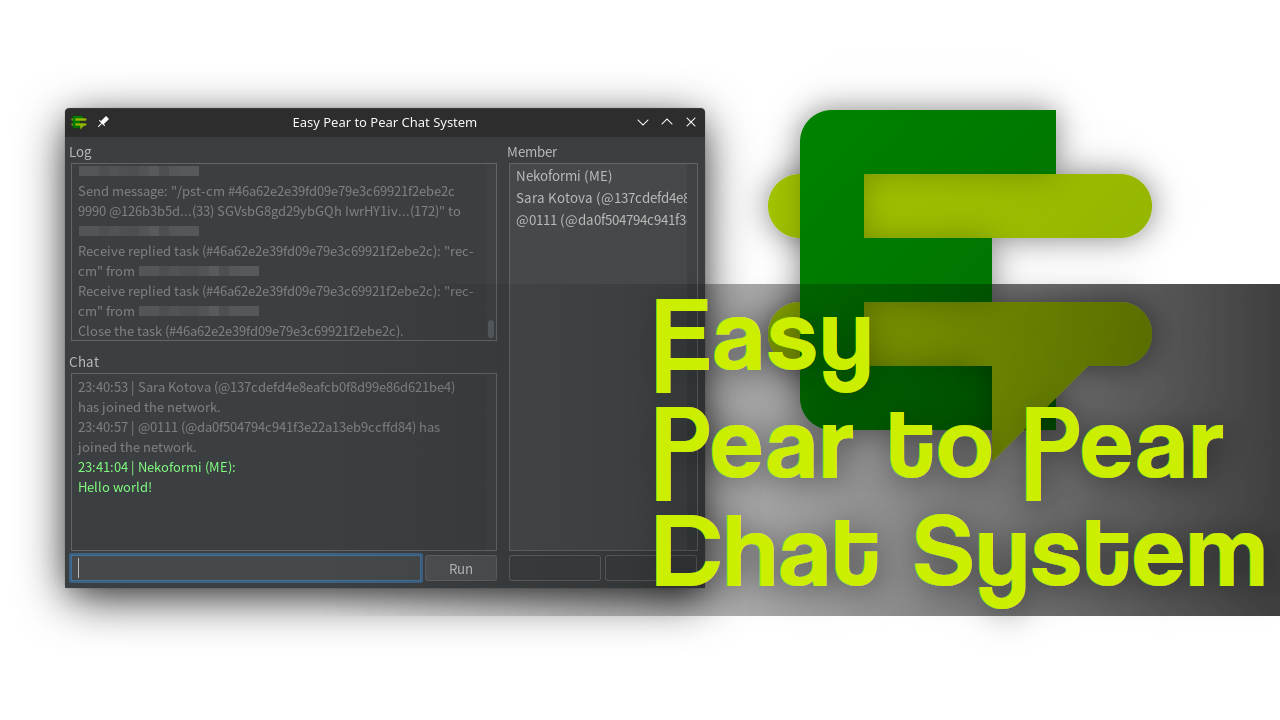 Easy Pear to Pear Chat System
Log
Send message: "/pst-cm #46a62e2e39fd09e79e3c69921f2ebe2c
9990 @126b3b5d...(33) SGVsbG8gd29ybGQh IwrHY1iv...(172)" to
Receive replied task (#46a62e2e39fd09e79e3c69921f2ebe2c): "rec-
cm" from
Receive replied task (#46a62e2e39fd09e79e3c69921f2ebe2c): "rec-
cm" from
Close the task (#46a62e2e39fd09e79e3c69921f2ebe2c).
Member
Nekoformi (ME)
Sara Kotova (@137cdefd4e8
@0111 (@da0f504794c941f3
Chat
23:40:53 | Sara Kotova (@137cdefd4e8eafcb0f8d99e86d621be4)
has joined the network.
23:40:57 | @0111 (@da0f504794c941f3e22a13eb9ccffd84) has
joined the network.
23:41:04 | Nekoformi (ME):
Hello world!
Run
Easy
Pear to Pear
Chat System